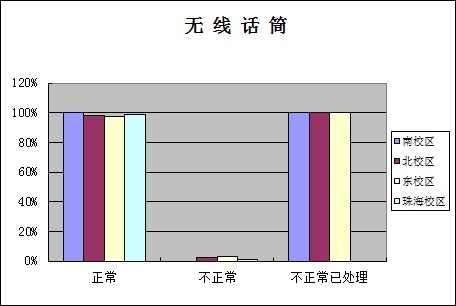 无线话筒
120%
100%
80%
60%
40%
20%
0%
正常 不正常 不正常已处理
南校区
北校区
东校区
珠海校区